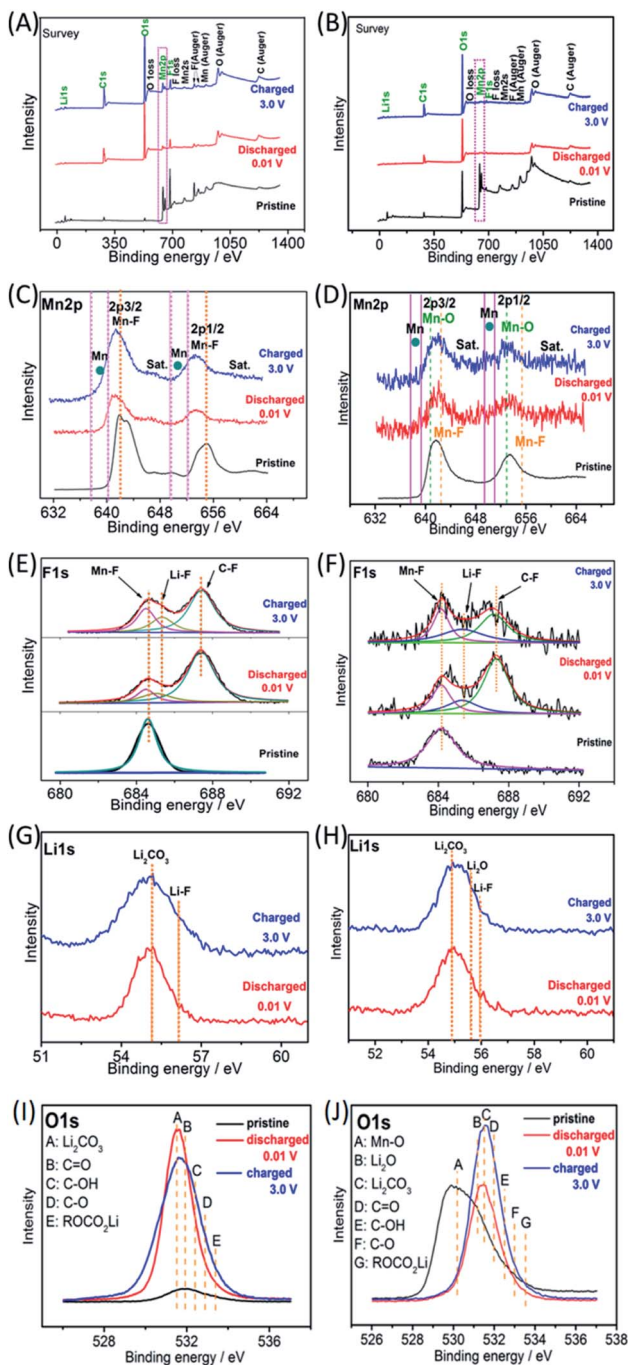 (A)
Survey
Li1s
C1s
O1s
O loss
Mn2p
F1s
F loss
Mn2s
F(Auger)
Mn (Auger)
O (Auger)
C (Auger)
Charged
3.0 V
Discharged
0.01 V
Pristine
Intensity
0 350 700 1050 1400
Binding energy / eV
(B)
Survey
Li1s
C1s
O1s
O loss
Mn2p
F1s
F loss
Mn2s
F (Auger)
Mn (Auger)
O (Auger)
C (Auger)
Charged
3.0 V
Discharged
0.01 V
Pristine
Intensity
0 350 700 1050 1400
Binding energy / eV
(C)
Mn2p
2p3/2
Mn-F
2p1/2
Mn-F
Mn
Sat.
Mn
Sat.
Charged
3.0 V
Discharged
0.01 V
Pristine
Intensity
632 640 648 656 664
Binding energy / eV
(D)
Mn2p
2p3/2
Mn-O
2p1/2
Mn-O
Mn
Sat.
Mn
Sat.
Charged
3.0 V
Discharged
0.01 V
Mn-F
Mn-F
Pristine
Intensity
632 640 648 656 664
Binding energy / eV
(E)
F1s
Mn-F
Li-F
C-F
Charged
3.0 V
Discharged
0.01 V
Pristine
Intensity
680 684 688 692
Binding energy / eV
(F)
F1s
Mn-F
Li-F
C-F
Charged
3.0 V
Discharged
0.01 V
Pristine
Intensity
680 684 688 692
Binding energy / eV
(G)
Li1s
Li₂CO₃
Li-F
Charged
3.0 V
Discharged
0.01 V
Intensity
51 54 57 60
Binding energy / eV
(H)
Li1s
Li₂CO₃
Li₂O
Li-F
Charged
3.0 V
Discharged
0.01 V
Intensity
52 54 56 58 60
Binding energy / eV
(I)
O1s
A: Li₂CO₃
B: C=O
C: C-OH
D: C-O
E: ROCO₂Li
A
B
C
D
E
pristine
discharged
0.01 V
charged
3.0 V
Intensity
528 532 536
Binding energy / eV
(J)
O1s
A: Mn-O
B: Li₂O
C: Li₂CO₃
D: C=O
E: C-OH
F: C-O
G: ROCO₂Li
A
B
C
D
E
F
G
pristine
discharged
0.01 V
charged
3.0 V
Intensity
526 528 530 532 534 536 538
Binding energy / eV